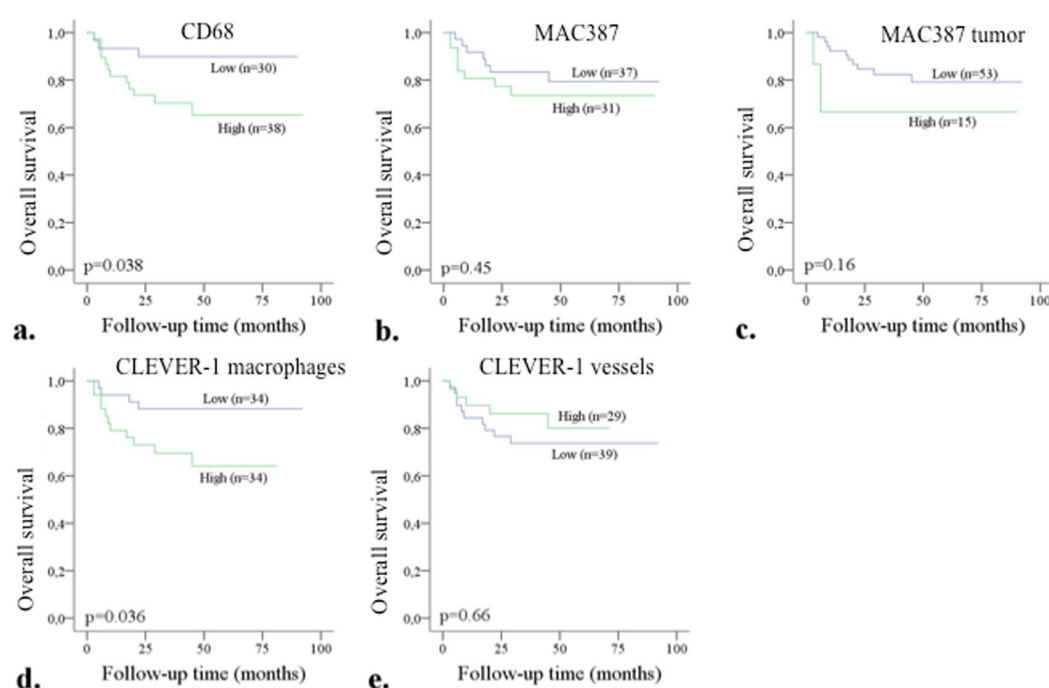 CD68
1,0
0,8
0,6
0,4
0,2
0,0
Overall survival
Low (n=30)
High (n=38)
p=0.038
0 25 50 75 100
Follow-up time (months)
a.
MAC387
1,0
0,8
0,6
0,4
0,2
0,0
Overall survival
Low (n=37)
High (n=31)
p=0.45
0 25 50 75 100
Follow-up time (months)
b.
MAC387 tumor
1,0
0,8
0,6
0,4
0,2
0,0
Overall survival
Low (n=53)
High (n=15)
p=0.16
0 25 50 75 100
Follow-up time (months)
c.
CLEVER-1 macrophages
1,0
0,8
0,6
0,4
0,2
0,0
Overall survival
Low (n=34)
High (n=34)
p=0.036
0 25 50 75 100
Follow-up time (months)
d.
CLEVER-1 vessels
1,0
0,8
0,6
0,4
0,2
0,0
Overall survival
High (n=29)
Low (n=39)
p=0.66
0 25 50 75 100
Follow-up time (months)
e.